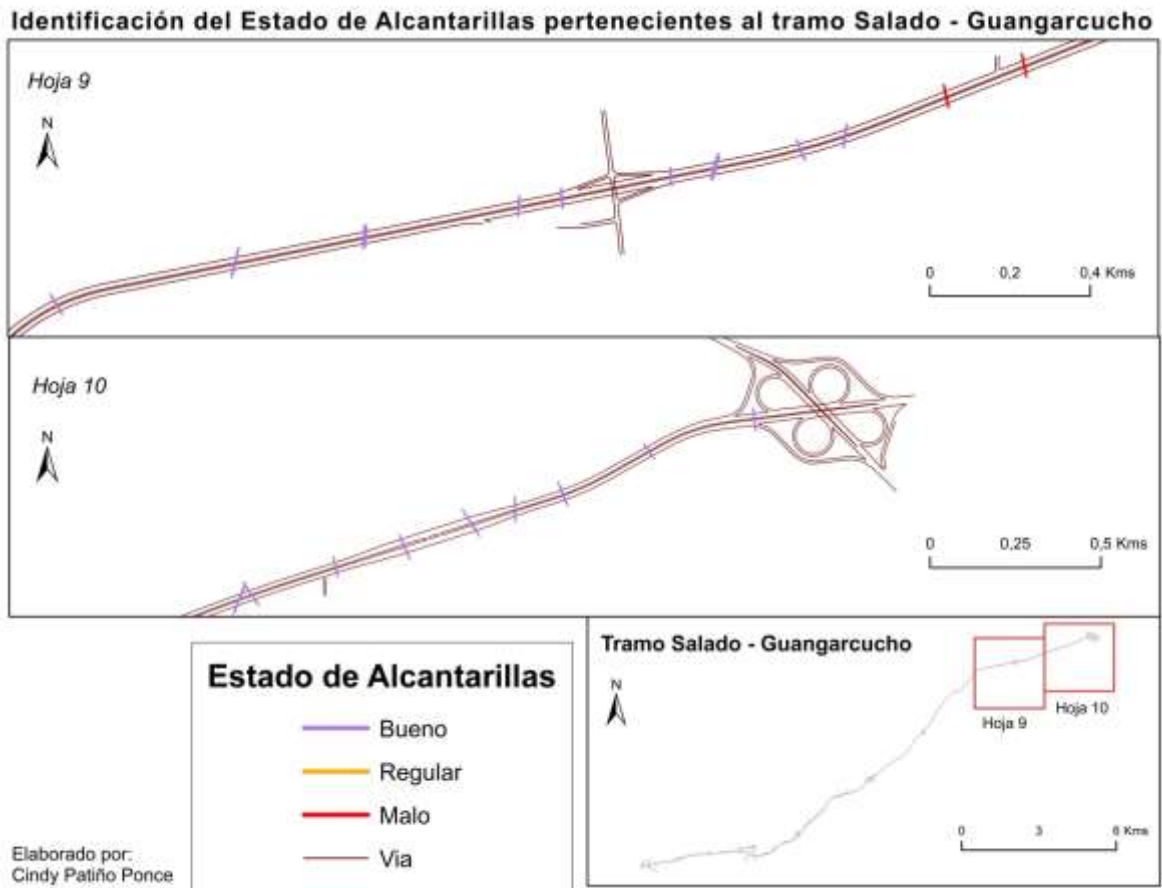 Identificación del Estado de Alcantarillas pertenecientes al tramo Salado - Guangarcucho
Hoja 9
N
0 0,2 0,4 Kms
Hoja 10
N
0 0,25 0,5 Kms
Estado de Alcantarillas
Bueno
Regular
Malo
Via
Elaborado por:
Cindy Patiño Ponce
Tramo Salado - Guangarcucho
N
Hoja 9
Hoja 10
0 3 6 Kms